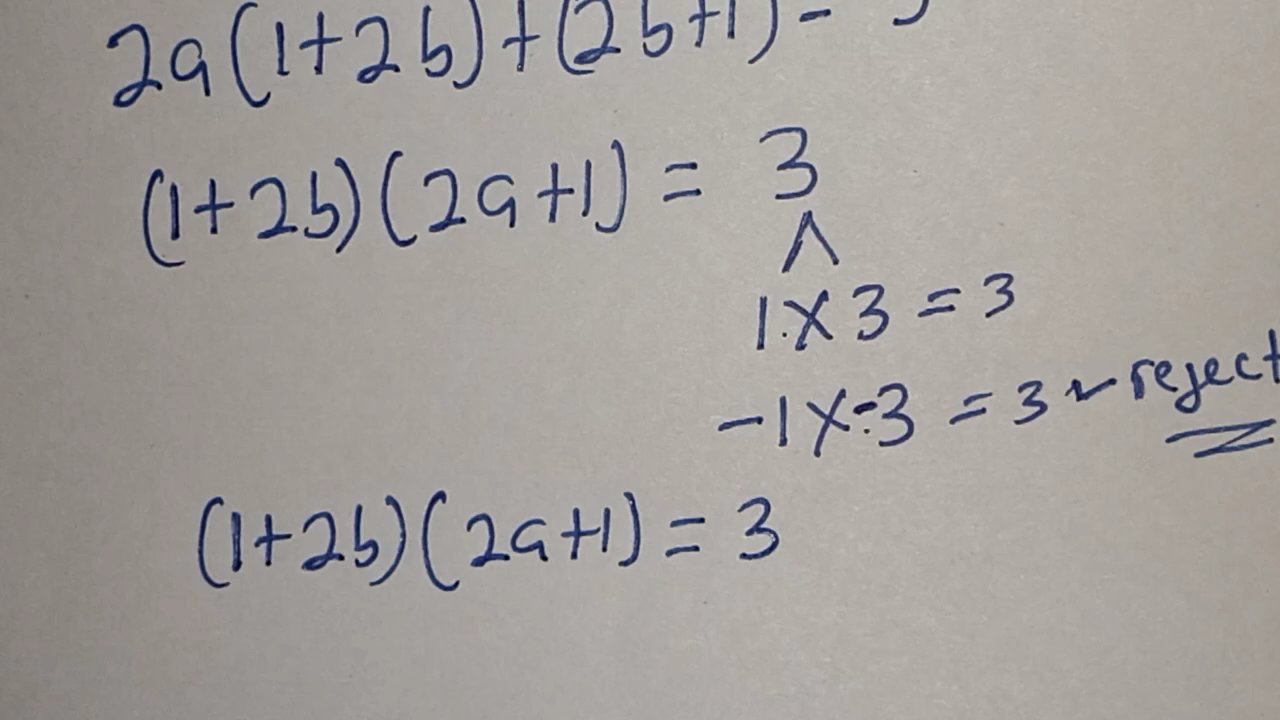 2a(1+2b)+(2b+1) =
(1+2b)(2a+1) = 3
1 x 3 = 3
-1 x -3 = 3 reject
(1+2b)(2a+1) = 3